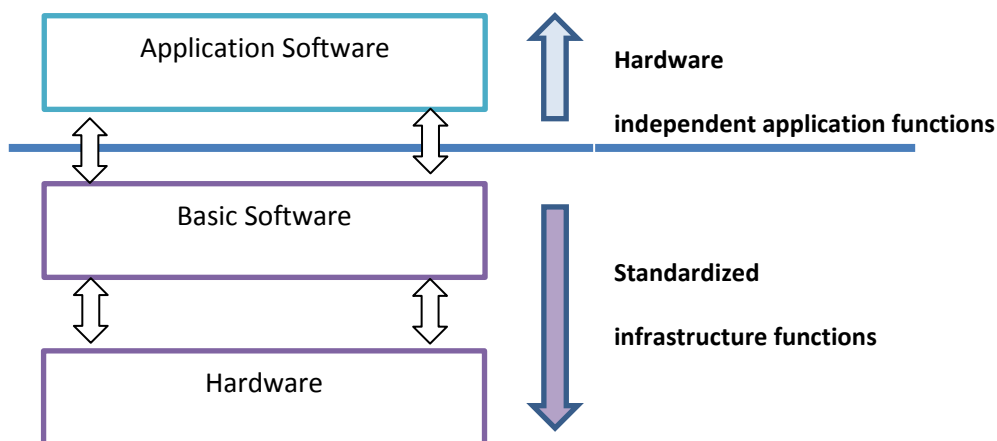 Application Software
Hardware
independent application functions
Basic Software
Standardized
infrastructure functions
Hardware